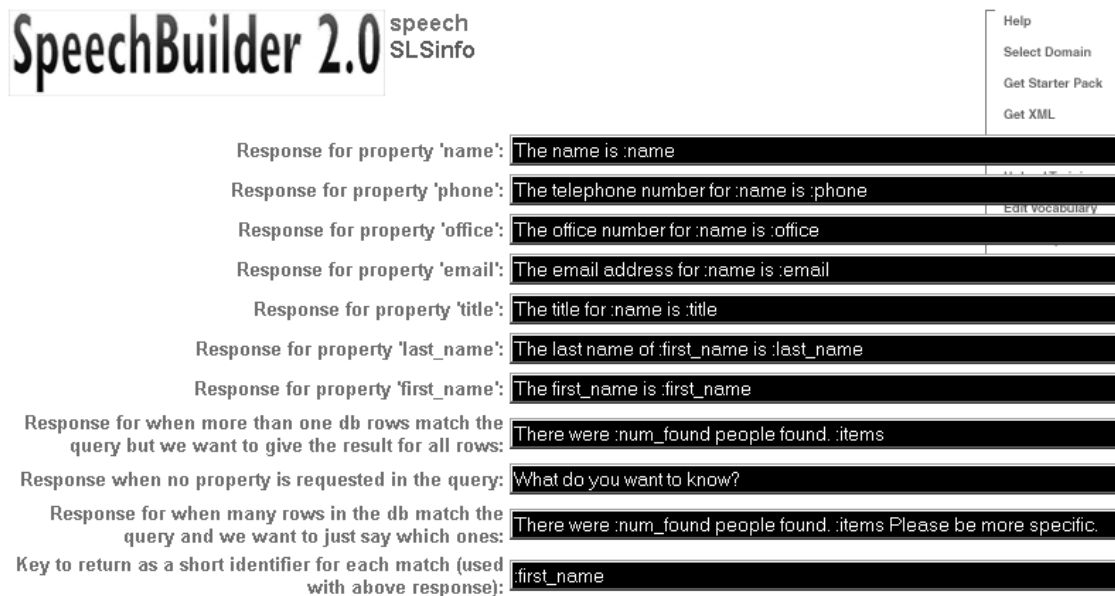 SpeechBuilder 2.0
speech
SLSinfo
Help
Select Domain
Get Starter Pack
Get XML
Edit Vocabulary
Response for property 'name': The name is :name
Response for property 'phone': The telephone number for :name is :phone
Response for property 'office': The office number for :name is :office
Response for property 'email': The email address for :name is :email
Response for property 'title': The title for :name is :title
Response for property 'last_name': The last name of :first_name is :last_name
Response for property 'first_name': The first_name is :first_name
Response for when more than one db rows match the
query but we want to give the result for all rows: There were :num_found people found. :items
Response when no property is requested in the query: What do you want to know?
Response for when many rows in the db match the
query and we want to just say which ones: There were :num_found people found. :items Please be more specific.
Key to return as a short identifier for each match (used
with above response): :first_name